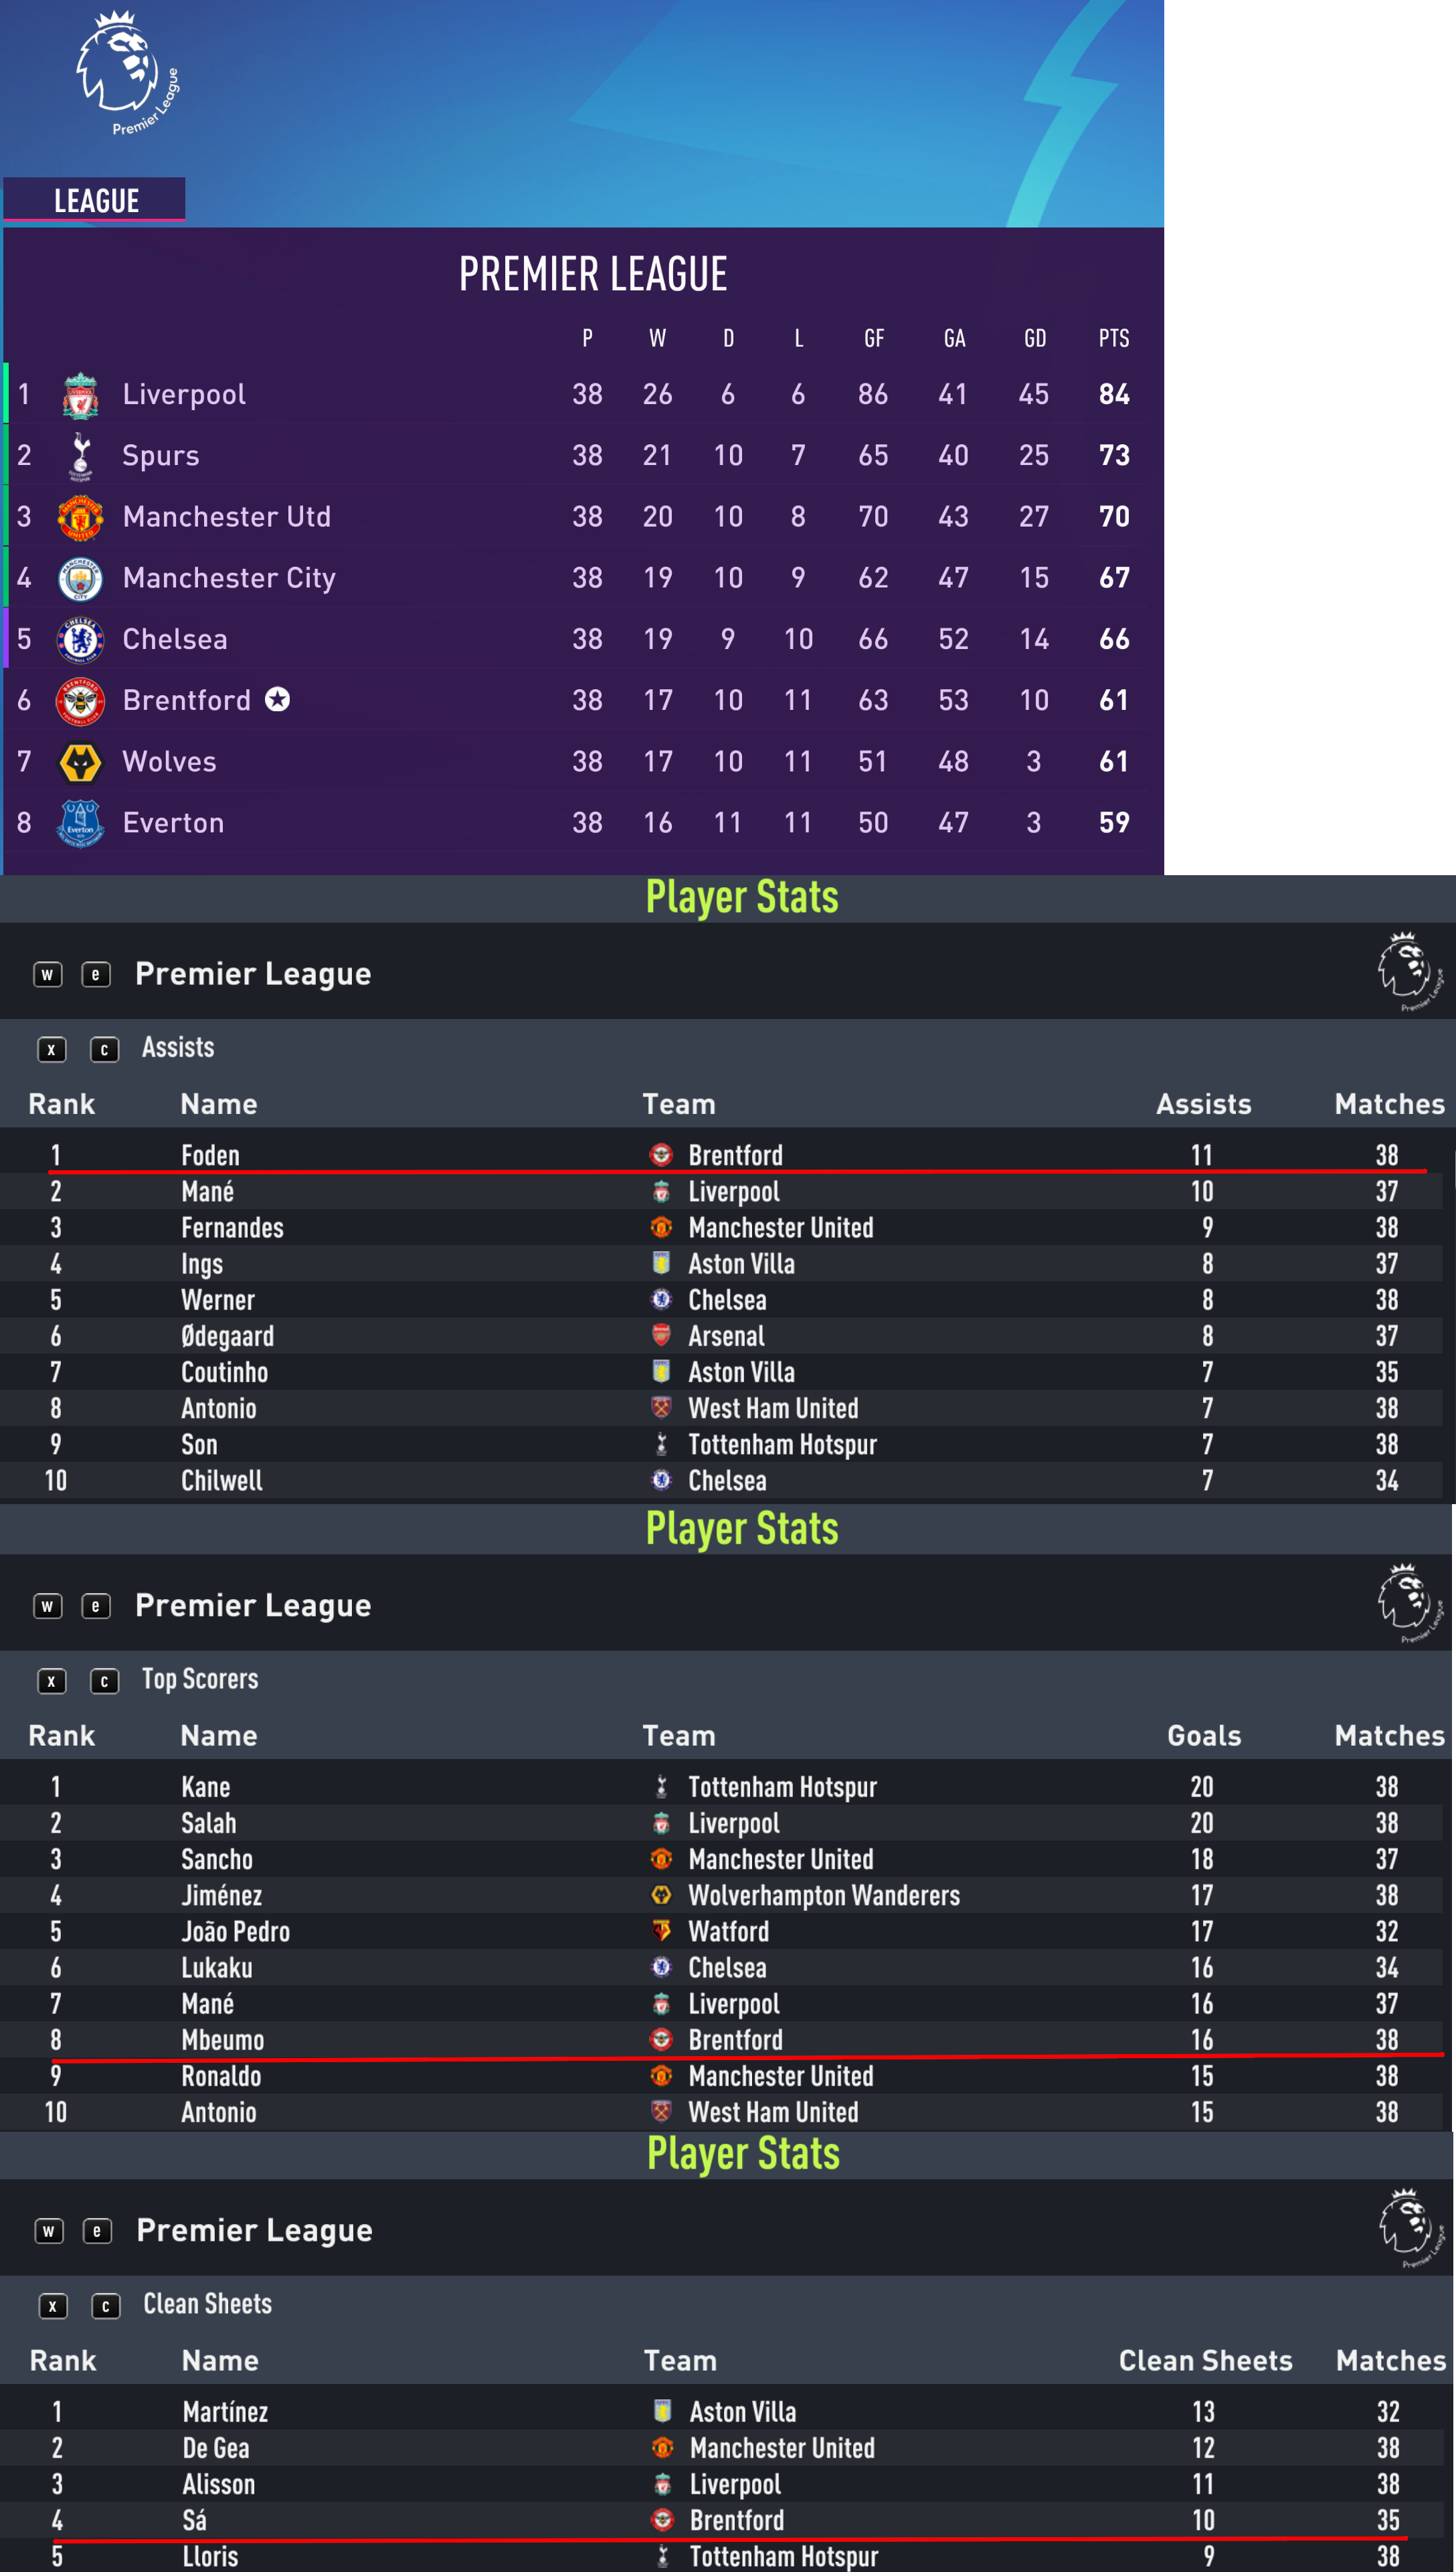 Premier League
LEAGUE
PREMIER LEAGUE
P W D L GF GA GD PTS
1 Liverpool 38 26 6 6 86 41 45 84
2 Spurs 38 21 10 7 65 40 25 73
3 Manchester Utd 38 20 10 8 70 43 27 70
4 Manchester City 38 19 10 9 62 47 15 67
5 Chelsea 38 19 9 10 66 52 14 66
6 Brentford 38 17 10 11 63 53 10 61
7 Wolves 38 17 10 11 51 48 3 61
8 Everton 38 16 11 11 50 47 3 59
Player Stats
w e Premier League
Premier League
x c Assists
Rank Name Team Assists Matches
1 Foden Brentford 11 38
2 Mané Liverpool 10 37
3 Fernandes Manchester United 9 38
4 Ings Aston Villa 8 37
5 Werner Chelsea 8 38
6 Ødegaard Arsenal 8 37
7 Coutinho Aston Villa 7 35
8 Antonio West Ham United 7 38
9 Son Tottenham Hotspur 7 38
10 Chilwell Chelsea 7 34
Player Stats
w e Premier League
Premier League
x c Top Scorers
Rank Name Team Goals Matches
1 Kane Tottenham Hotspur 20 38
2 Salah Liverpool 20 38
3 Sancho Manchester United 18 37
4 Jiménez Wolverhampton Wanderers 17 38
5 João Pedro Watford 17 32
6 Lukaku Chelsea 16 34
7 Mané Liverpool 16 37
8 Mbeumo Brentford 16 38
9 Ronaldo Manchester United 15 38
10 Antonio West Ham United 15 38
Player Stats
w e Premier League
Premier League
x c Clean Sheets
Rank Name Team Clean Sheets Matches
1 Martínez Aston Villa 13 32
2 De Gea Manchester United 12 38
3 Alisson Liverpool 11 38
4 Sá Brentford 10 35
5 Lloris Tottenham Hotspur 9 38